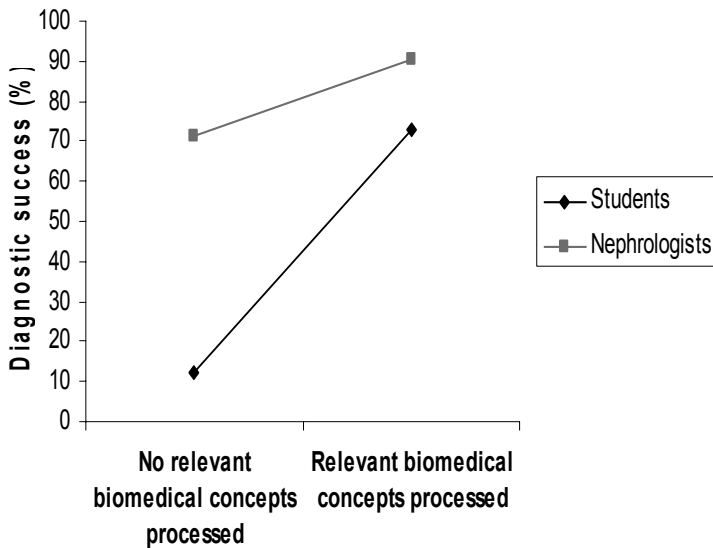 100
90
80
70
60
50
40
30
20
10
0
Diagnostic success (%)
No relevant
biomedical concepts
processed
Relevant biomedical
concepts processed
Students
Nephrologists